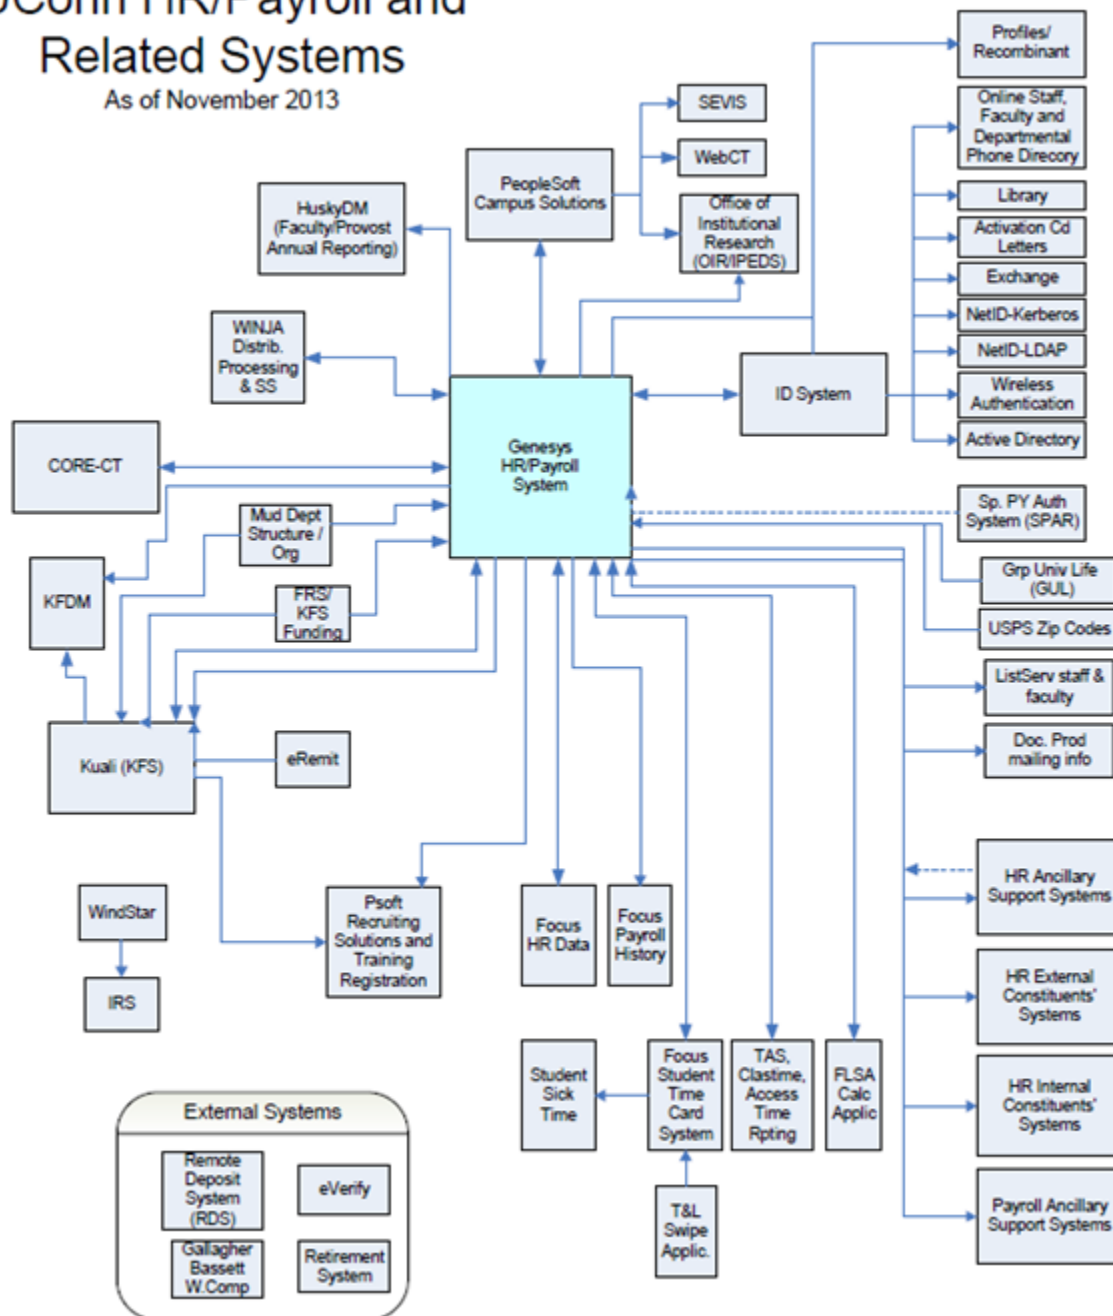 UConn HR/Payroll and
Related Systems
As of November 2013
Profiles/
Recombinant
SEVIS
Online Staff,
Faculty and
Departmental
Phone Direcory
WebCT
PeopleSoft
Campus Solutions
Office of
Institutional
Research
(OIR/IPEDS)
Library
HuskyDM
(Faculty/Provost
Annual Reporting)
Activation Cd
Letters
Exchange
NetID-Kerberos
WINJA
Distrib.
Processing
& SS
NetID-LDAP
ID System
Wireless
Authentication
Active Directory
Genesys
HR/Payroll
System
CORE-CT
Sp. PY Auth
System (SPAR)
Mud Dept
Structure /
Org
Grp Univ Life
(GUL)
KFDM
FRS/
KFS
Funding
USPS Zip Codes
ListServ staff &
faculty
Doc. Prod
mailing info
Kuali (KFS)
eRemit
HR Ancillary
Support Systems
WindStar
Psoft
Recruiting
Solutions and
Training
Registration
Focus
HR Data
Focus
Payroll
History
IRS
HR External
Constituents'
Systems
Student
Sick
Time
Focus
Student
Time
Card
System
TAS,
Clastime,
Access
Time
Rpting
FLSA
Calc
Applic
HR Internal
Constituents'
Systems
External Systems
Remote
Deposit
System
(RDS)
eVerify
T&L
Swipe
Applic.
Payroll Ancillary
Support Systems
Gallagher
Bassett
W.Comp
Retirement
System